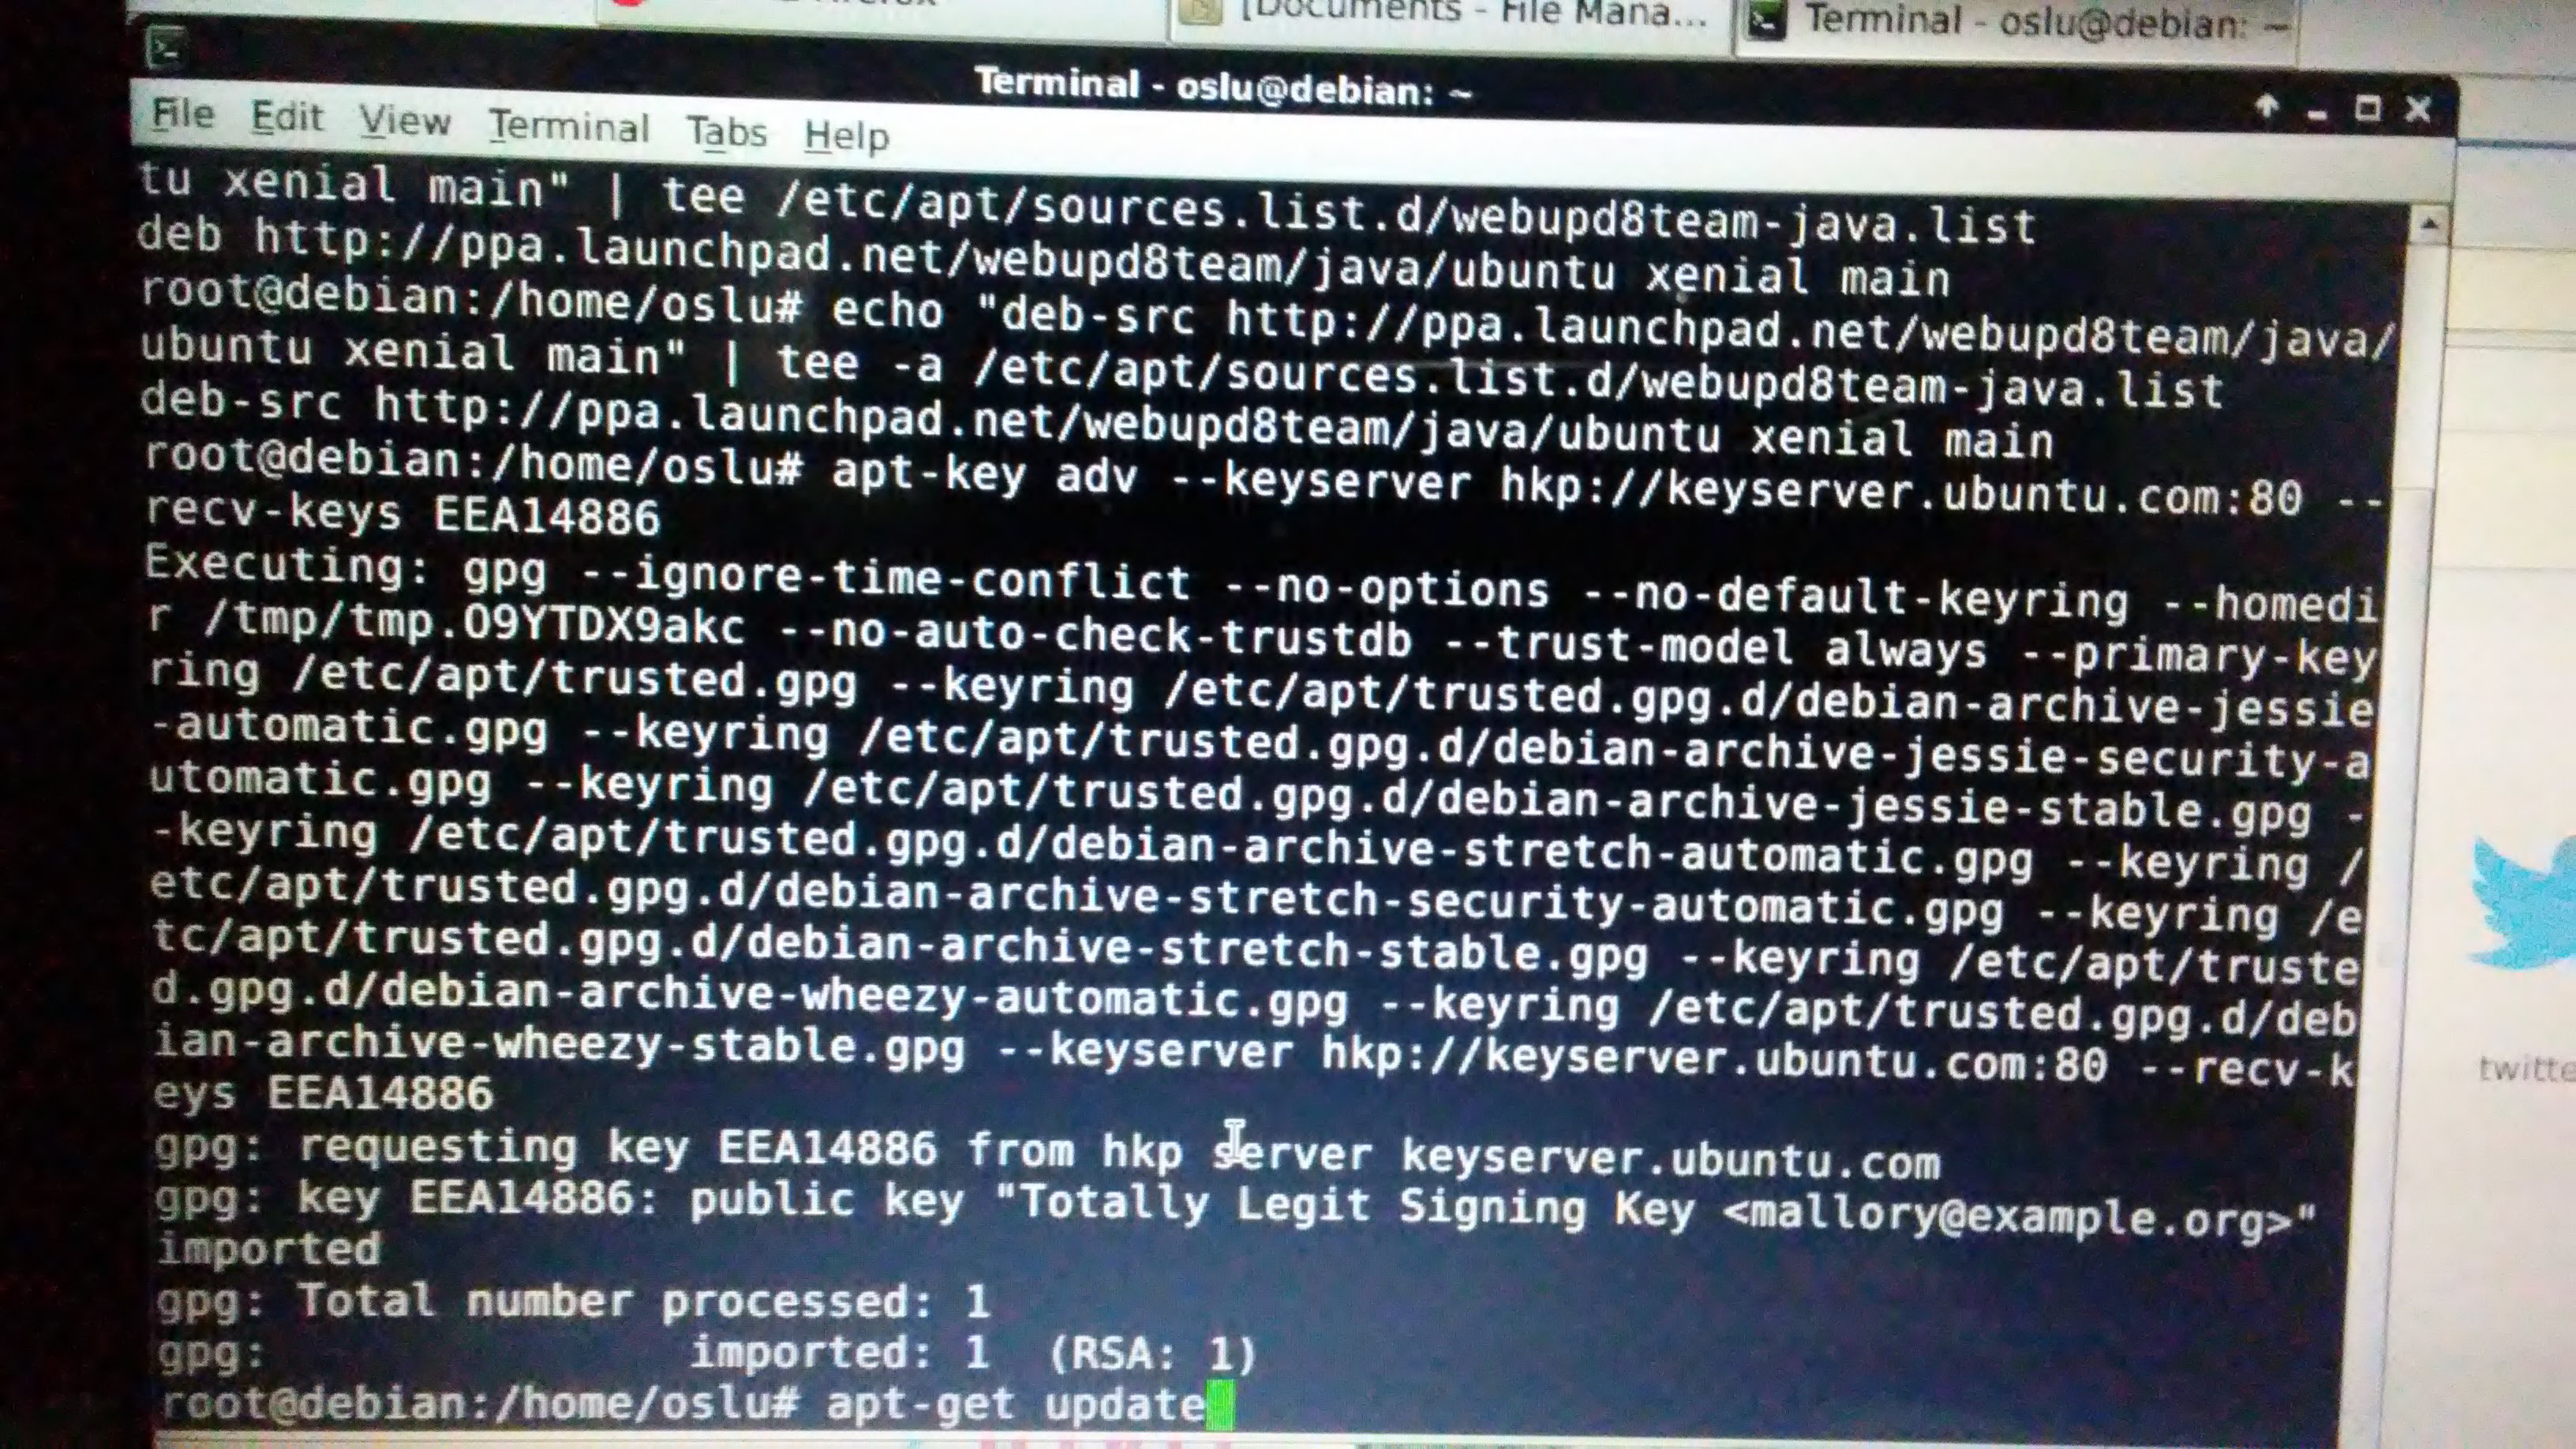 Firefox
[Documents - File Mana...
Terminal - oslu@debian: ~
Terminal - oslu@debian: ~
File Edit View Terminal Tabs Help
tu xenial main" | tee /etc/apt/sources.list.d/webupd8team-java.list
deb http://ppa.launchpad.net/webupd8team/java/ubuntu xenial main
root@debian:/home/oslu# echo "deb-src http://ppa.launchpad.net/webupd8team/java/
ubuntu xenial main" | tee -a /etc/apt/sources.list.d/webupd8team-java.list
deb-src http://ppa.launchpad.net/webupd8team/java/ubuntu xenial main
root@debian:/home/oslu# apt-key adv --keyserver hkp://keyserver.ubuntu.com:80 --
recv-keys EEA14886
Executing: gpg --ignore-time-conflict --no-options --no-default-keyring --homedi
r /tmp/tmp.O9YTDX9akc --no-auto-check-trustdb --trust-model always --primary-key
ring /etc/apt/trusted.gpg --keyring /etc/apt/trusted.gpg.d/debian-archive-jessie
-automatic.gpg --keyring /etc/apt/trusted.gpg.d/debian-archive-jessie-security-a
utomatic.gpg --keyring /etc/apt/trusted.gpg.d/debian-archive-jessie-stable.gpg -
-keyring /etc/apt/trusted.gpg.d/debian-archive-stretch-automatic.gpg --keyring /
etc/apt/trusted.gpg.d/debian-archive-stretch-security-automatic.gpg --keyring /e
tc/apt/trusted.gpg.d/debian-archive-stretch-stable.gpg --keyring /etc/apt/truste
d.gpg.d/debian-archive-wheezy-automatic.gpg --keyring /etc/apt/trusted.gpg.d/deb
ian-archive-wheezy-stable.gpg --keyserver hkp://keyserver.ubuntu.com:80 --recv-k
eys EEA14886
gpg: requesting key EEA14886 from hkp server keyserver.ubuntu.com
gpg: key EEA14886: public key "Totally Legit Signing Key <mallory@example.org>"
imported
gpg: Total number processed: 1
gpg:               imported: 1  (RSA: 1)
root@debian:/home/oslu# apt-get update
twitte